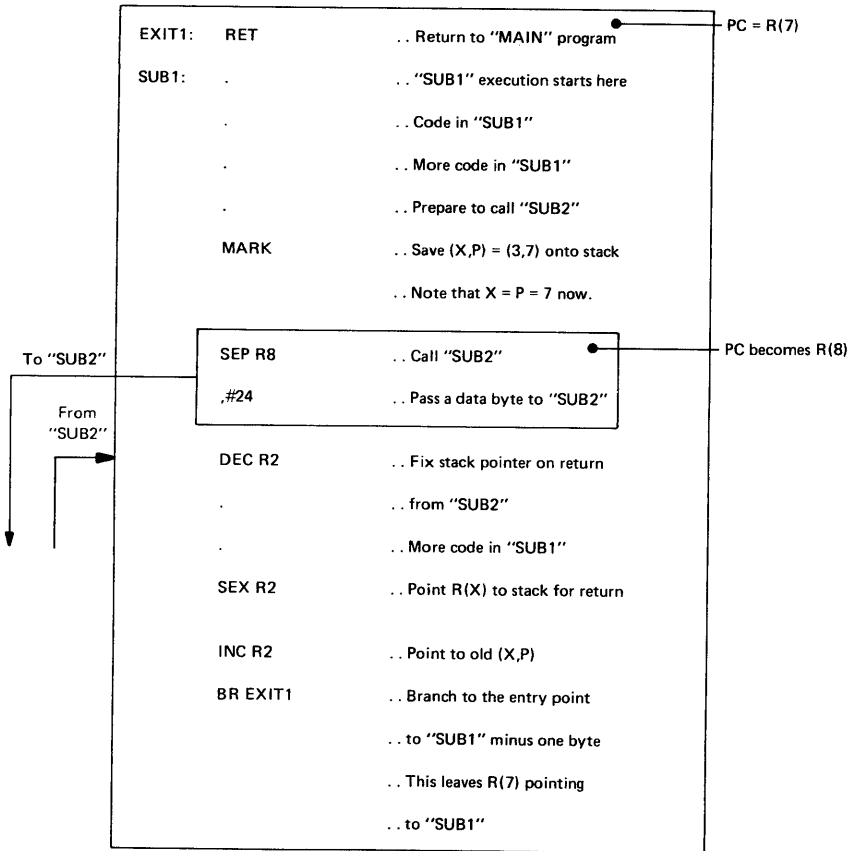 EXIT1: RET .. Return to "MAIN" program PC = R(7)
SUB1: . .. "SUB1" execution starts here
. .. Code in "SUB1"
. .. More code in "SUB1"
. .. Prepare to call "SUB2"
MARK .. Save (X,P) = (3,7) onto stack
.. Note that X = P = 7 now.
To "SUB2" SEP R8 .. Call "SUB2" PC becomes R(8)
,#24 .. Pass a data byte to "SUB2"
From
"SUB2"
DEC R2 .. Fix stack pointer on return
. .. from "SUB2"
. .. More code in "SUB1"
SEX R2 .. Point R(X) to stack for return
INC R2 .. Point to old (X,P)
BR EXIT1 .. Branch to the entry point
.. to "SUB1" minus one byte
.. This leaves R(7) pointing
.. to "SUB1"